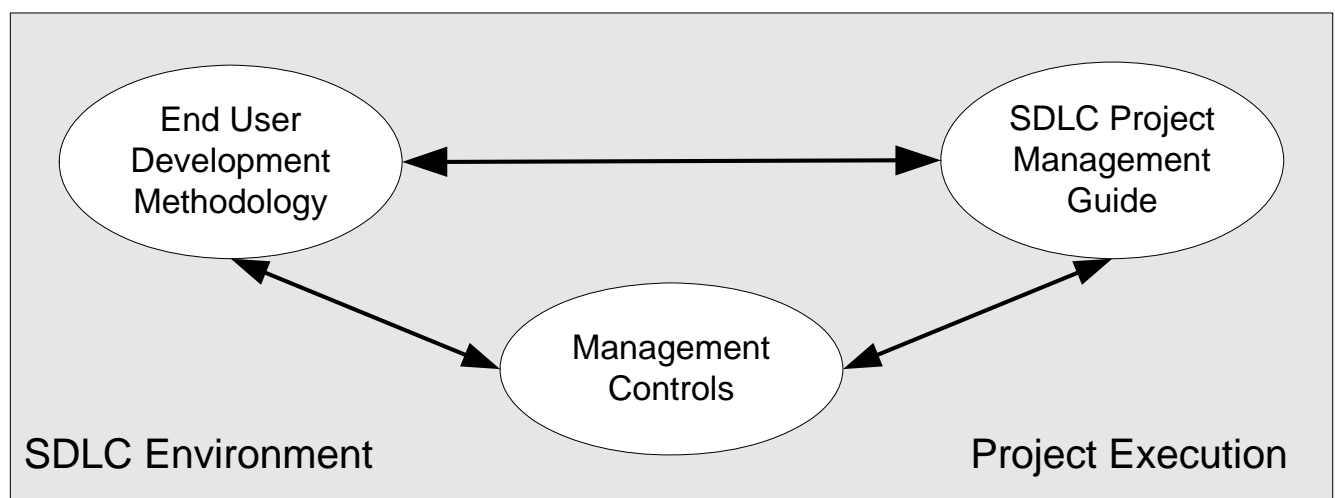 End User
Development
Methodology
SDLC Project
Management
Guide
Management
Controls
SDLC Environment
Project Execution